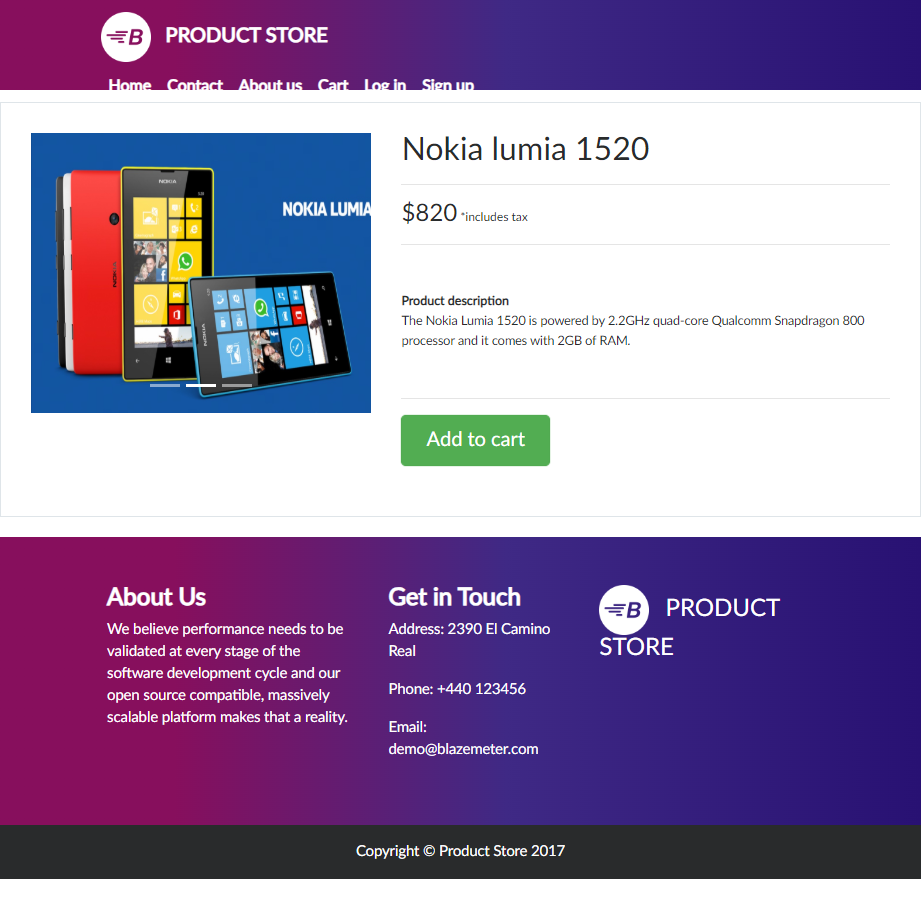 B PRODUCT STORE
Home Contact About us Cart Log in Sign up
NOKIA
NOKIA LUMIA
NOKIA
NOKIA
Nokia lumia 1520
$820 *includes tax
Product description
The Nokia Lumia 1520 is powered by 2.2GHz quad-core Qualcomm Snapdragon 800
processor and it comes with 2GB of RAM.
Add to cart
About Us
We believe performance needs to be
validated at every stage of the
software development cycle and our
open source compatible, massively
scalable platform makes that a reality.
Get in Touch
Address: 2390 El Camino
Real
Phone: +440 123456
Email:
demo@blazemeter.com
B PRODUCT
STORE
Copyright © Product Store 2017